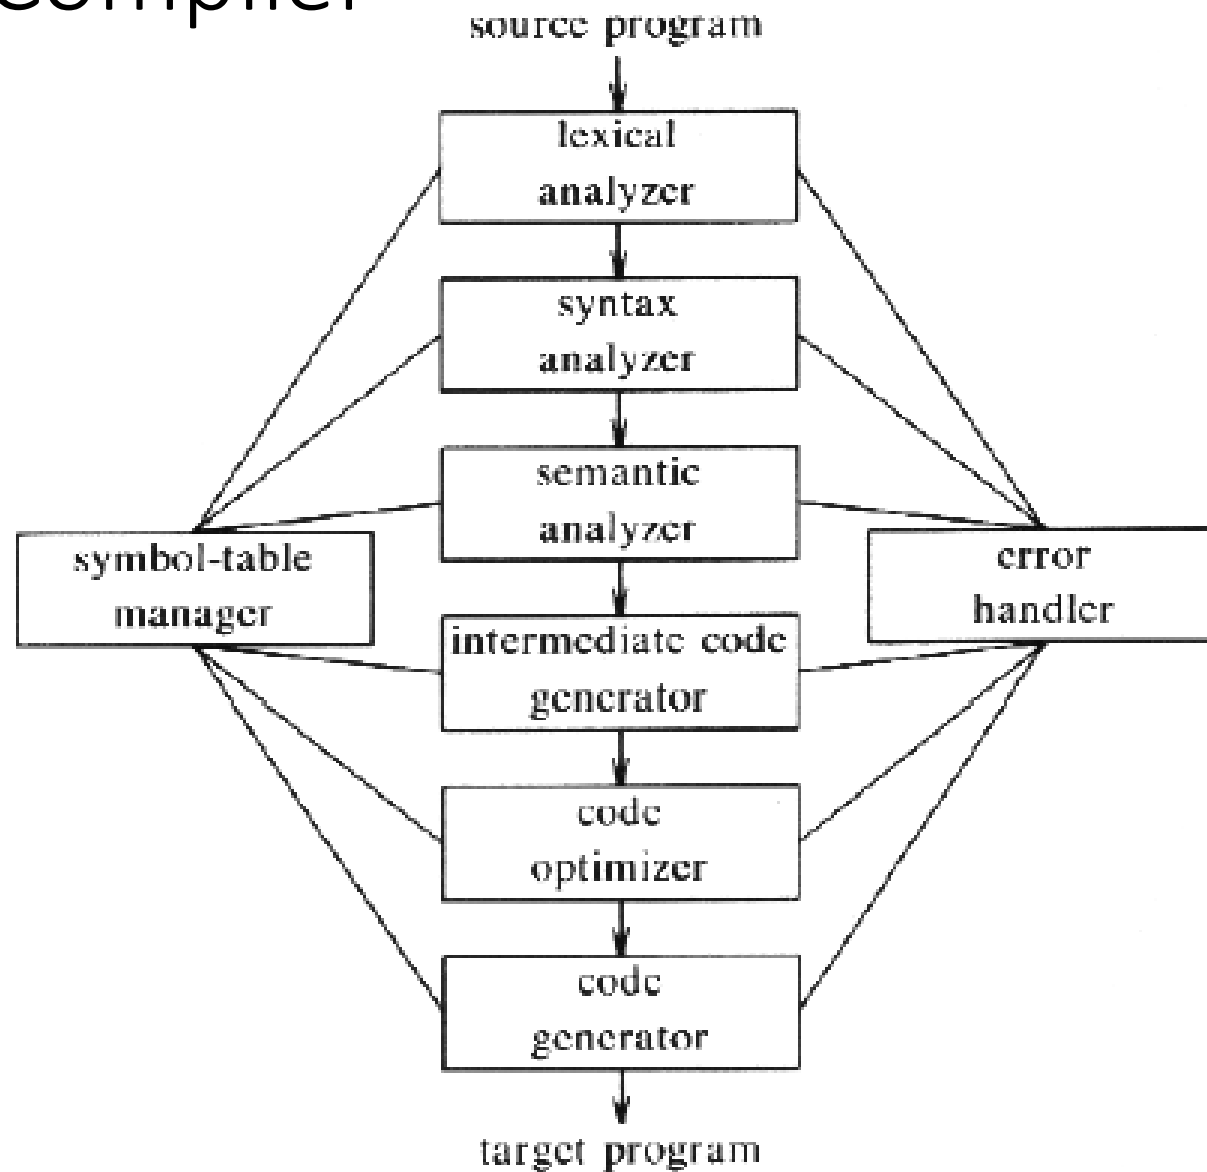 Compiler
source program
lexical
analyzer
syntax
analyzer
semantic
analyzer
symbol-table
manager
error
handler
intermediate code
generator
code
optimizer
code
generator
target program